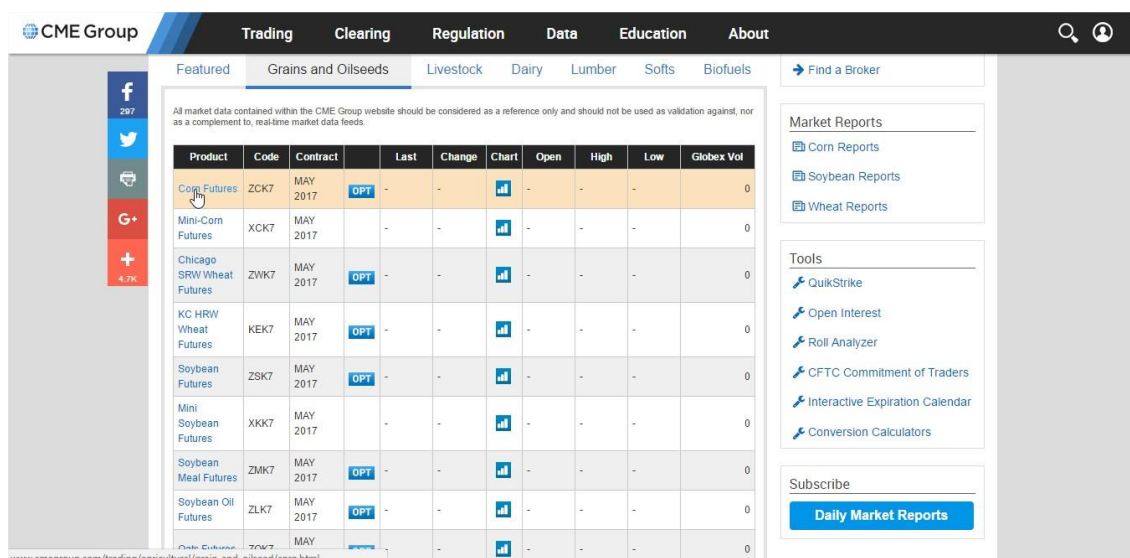 CME Group
Trading Clearing Regulation Data Education About
Featured Grains and Oilseeds Livestock Dairy Lumber Softs Biofuels
f
297
G+
4.7K
All market data contained within the CME Group website should be considered as a reference only and should not be used as validation against, nor
as a complement to, real-time market data feeds.
Product Code Contract Last Change Chart Open High Low Globex Vol
Corn Futures ZCK7 MAY 2017 OPT - - - - - 0
Mini-Corn Futures XCK7 MAY 2017 - - - - - 0
Chicago SRW Wheat Futures ZWK7 MAY 2017 OPT - - - - - 0
KC HRW Wheat Futures KEK7 MAY 2017 OPT - - - - - 0
Soybean Futures ZSK7 MAY 2017 OPT - - - - - 0
Mini Soybean Futures XKK7 MAY 2017 - - - - - 0
Soybean Meal Futures ZMK7 MAY 2017 OPT - - - - - 0
Soybean Oil Futures ZLK7 MAY 2017 OPT - - - - - 0
Oats Futures ZOK7 MAY 0
Find a Broker
Market Reports
Corn Reports
Soybean Reports
Wheat Reports
Tools
QuikStrike
Open Interest
Roll Analyzer
CFTC Commitment of Traders
Interactive Expiration Calendar
Conversion Calculators
Subscribe
Daily Market Reports